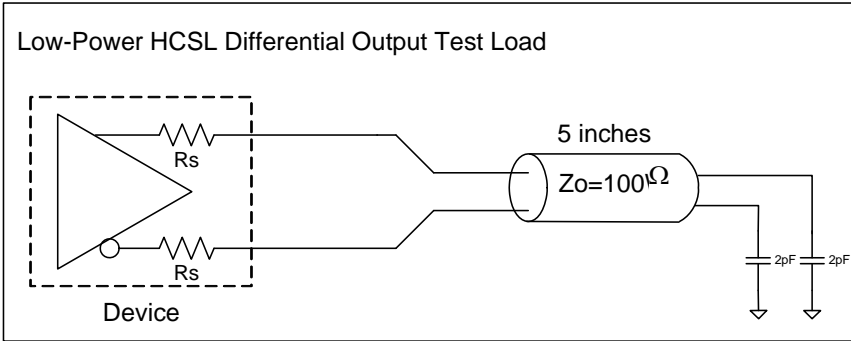 Low-Power HCSL Differential Output Test Load
5 inches
Rs
Zo=100Ω
2pF 2pF
Rs
Device